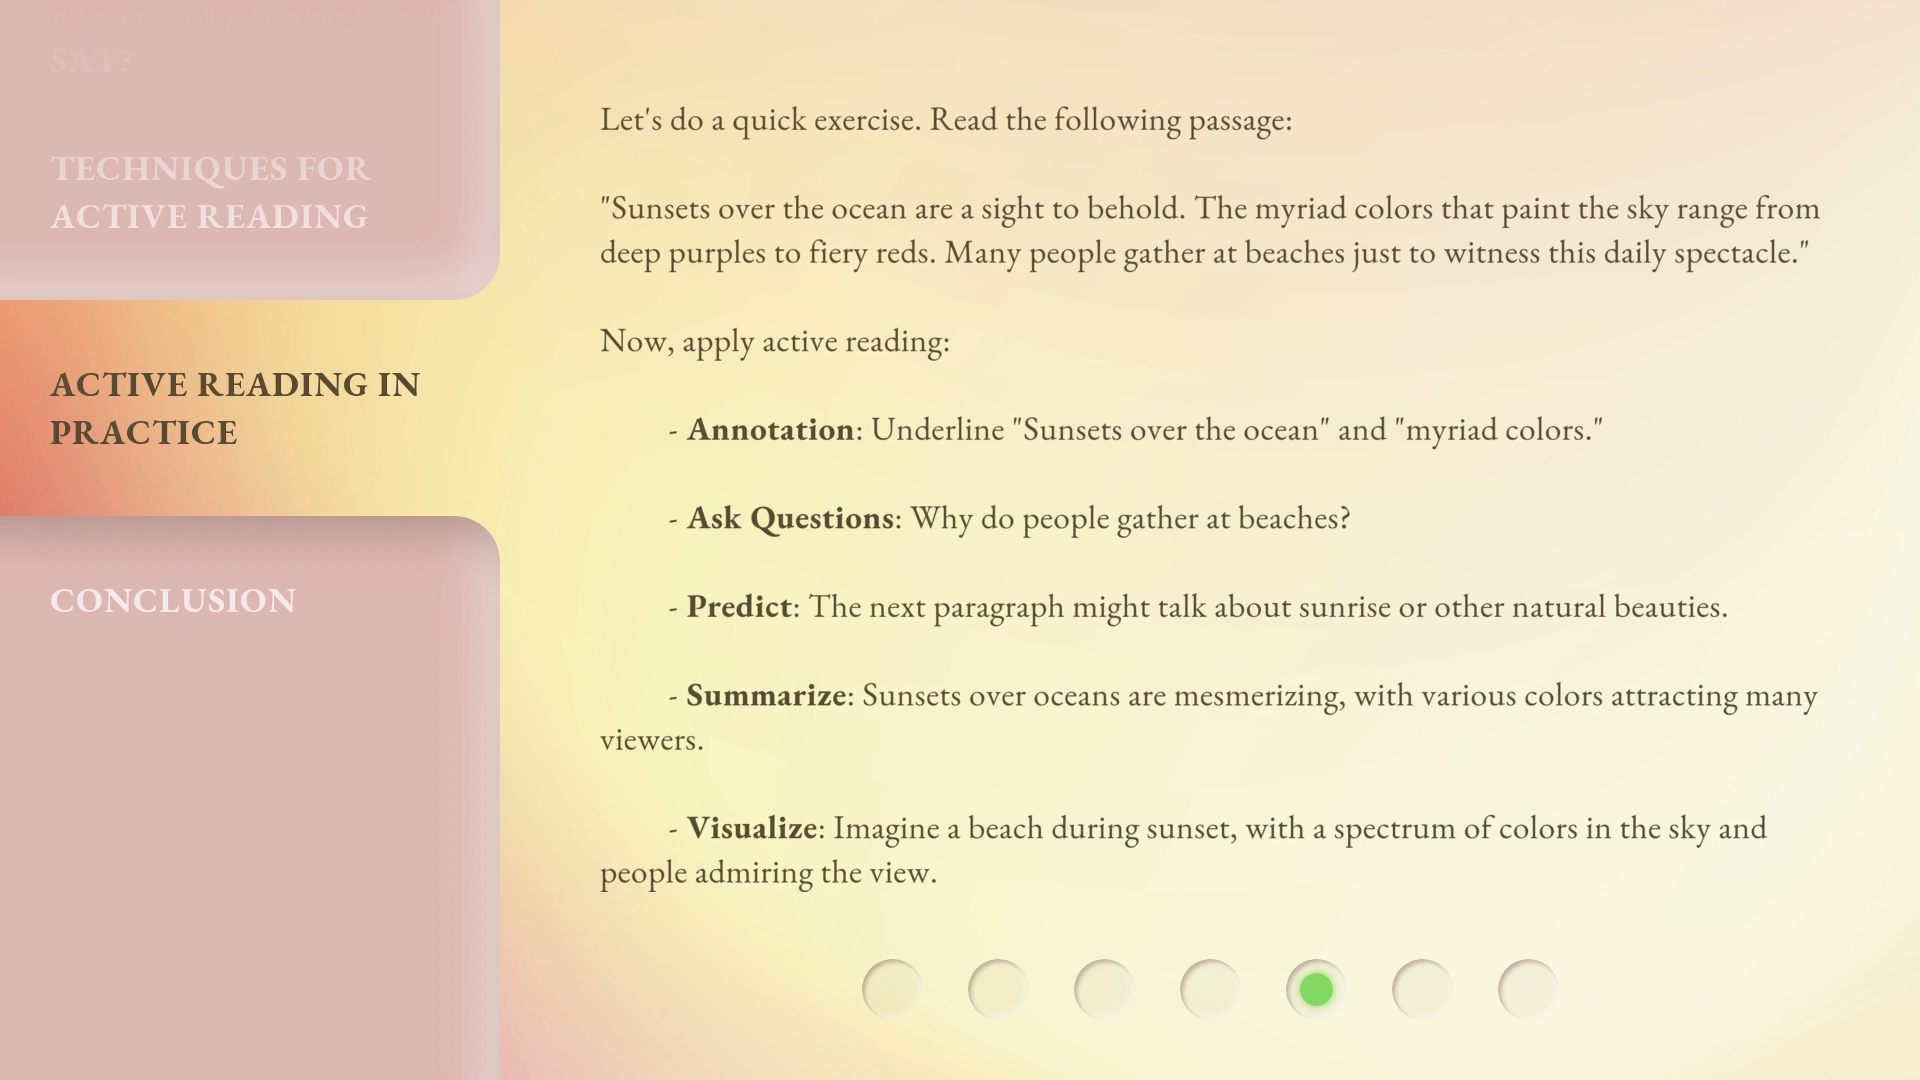 SAT?
TECHNIQUES FOR
ACTIVE READING
ACTIVE READING IN
PRACTICE
CONCLUSION
Let's do a quick exercise. Read the following passage:
"Sunsets over the ocean are a sight to behold. The myriad colors that paint the sky range from
deep purples to fiery reds. Many people gather at beaches just to witness this daily spectacle."
Now, apply active reading:
- Annotation: Underline "Sunsets over the ocean" and "myriad colors."
- Ask Questions: Why do people gather at beaches?
- Predict: The next paragraph might talk about sunrise or other natural beauties.
- Summarize: Sunsets over oceans are mesmerizing, with various colors attracting many
viewers.
- Visualize: Imagine a beach during sunset, with a spectrum of colors in the sky and
people admiring the view.